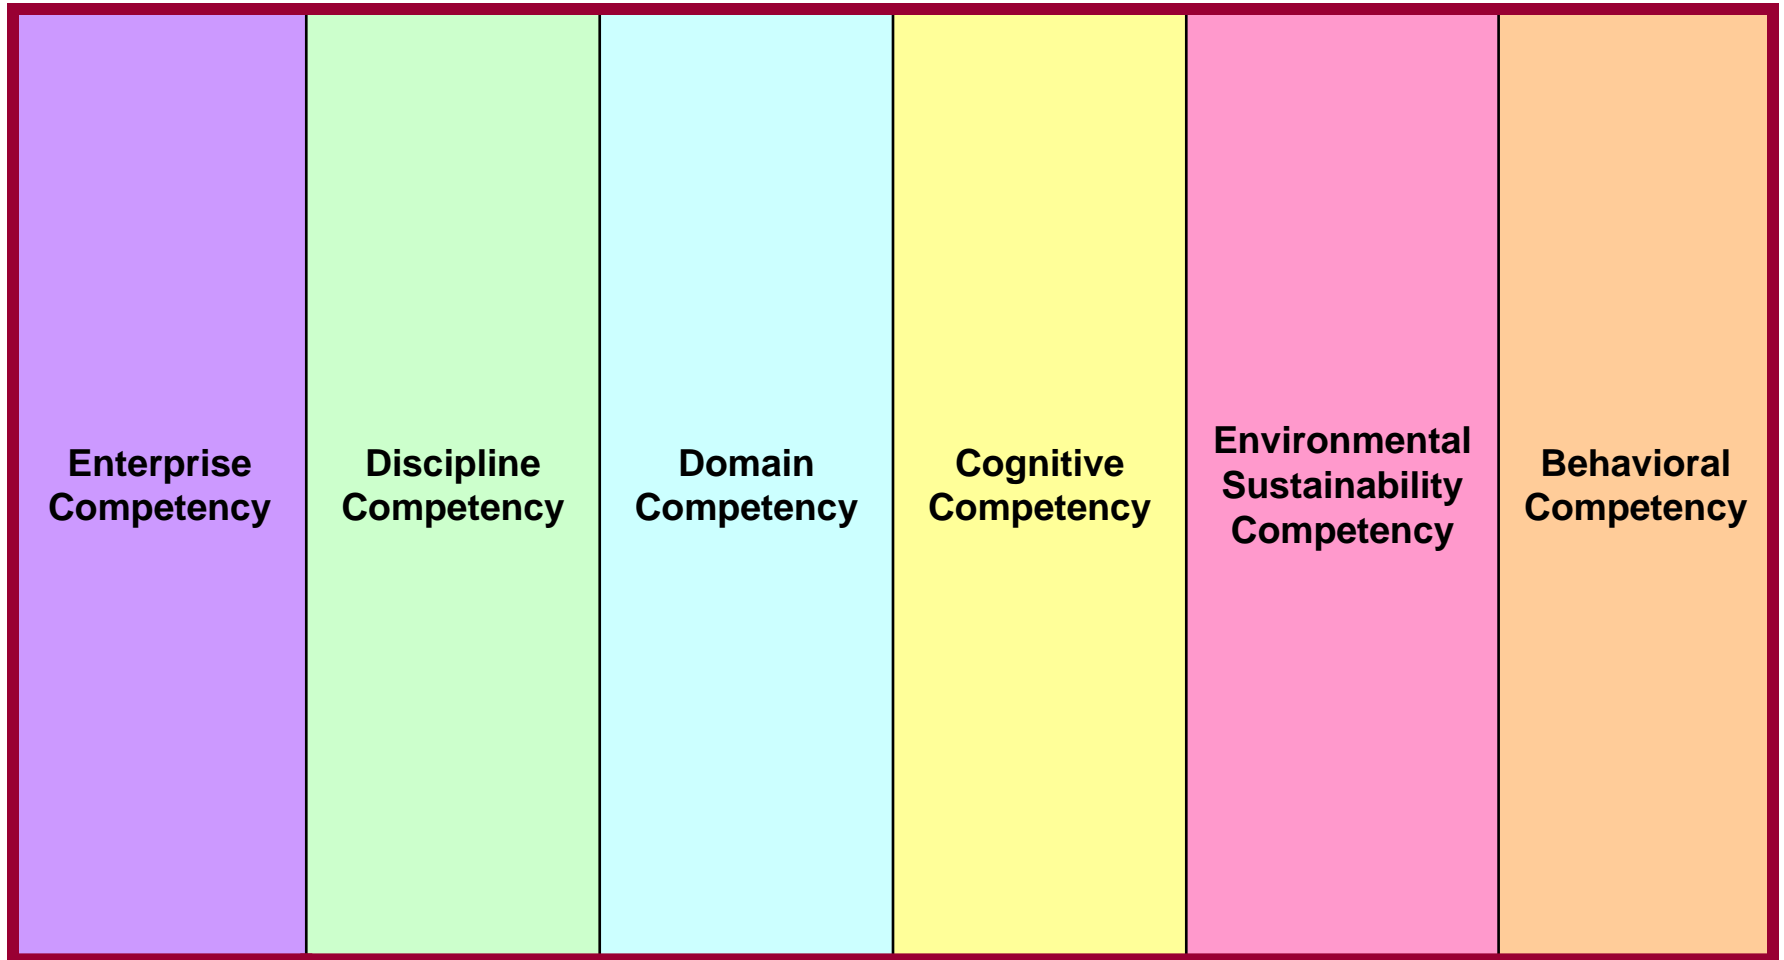 Enterprise
Competency
Discipline
Competency
Domain
Competency
Cognitive
Competency
Environmental
Sustainability
Competency
Behavioral
Competency